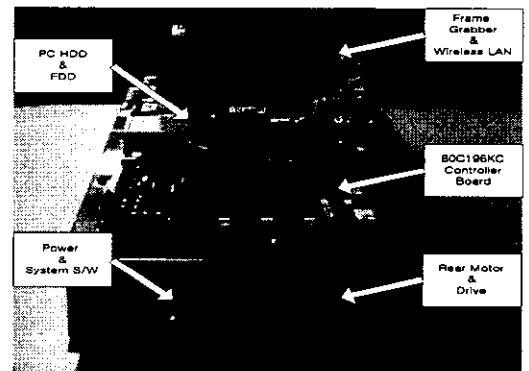 Frame
Grabber
&
Wireless LAN
PC HDD
&
FDD
80C196KC
Controller
Board
Power
&
System S/W
Rear Motor
&
Drive